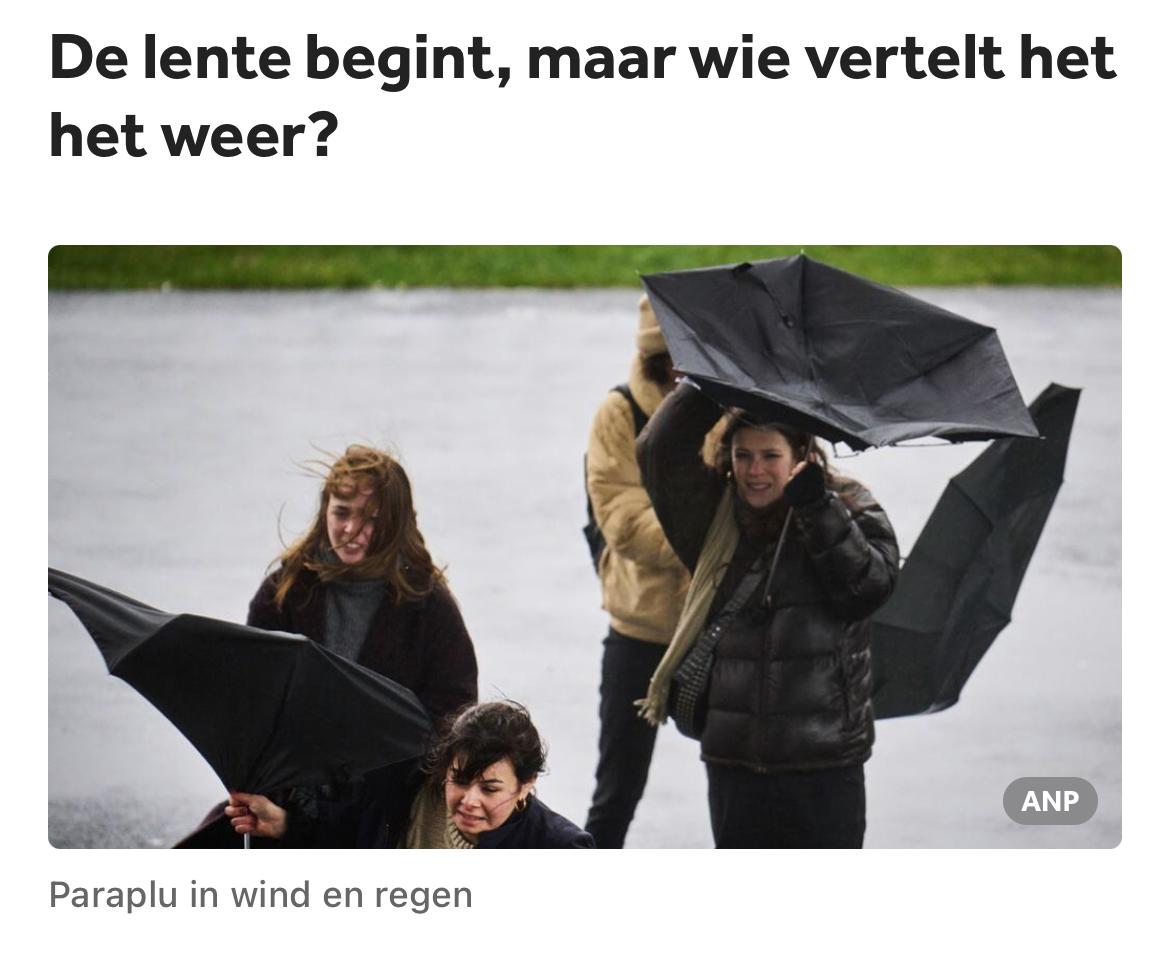 De lente begint, maar wie vertelt het
het weer?
ANP
Paraplu in wind en regen